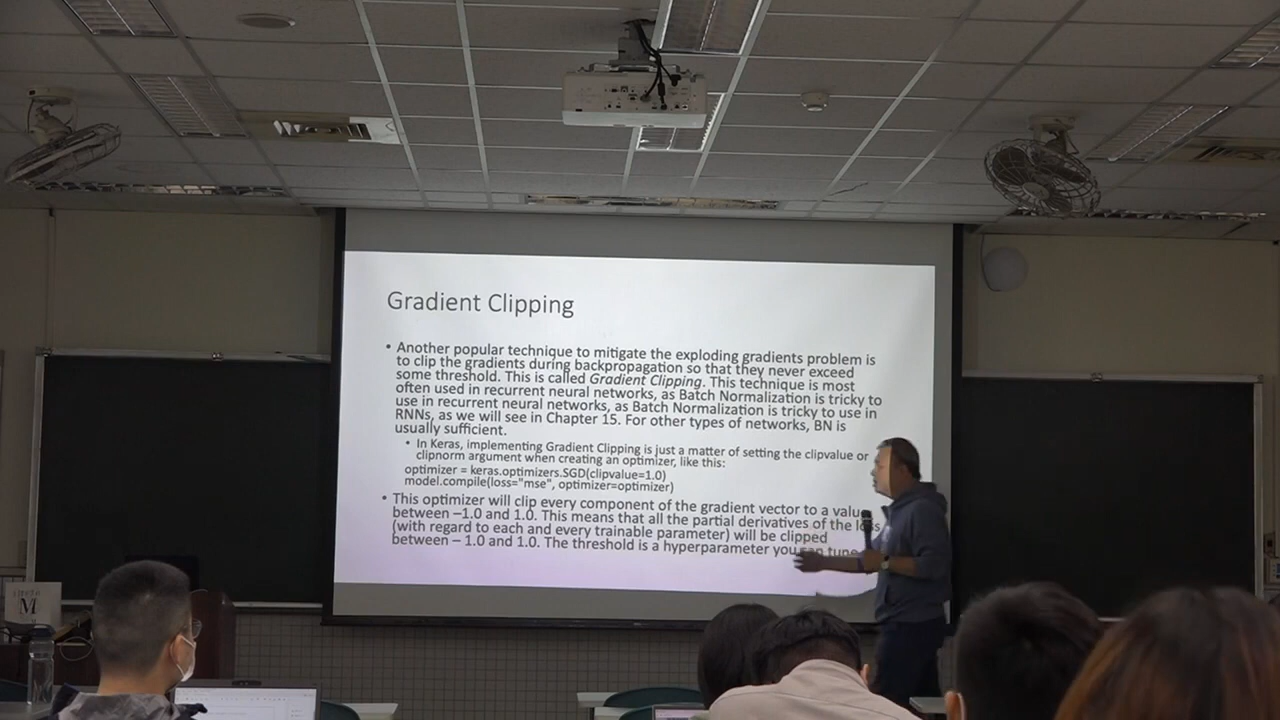 Gradient Clipping
• Another popular technique to mitigate the exploding gradients problem is
to clip the gradients during backpropagation so that they never exceed
some threshold. This is called Gradient Clipping. This technique is most
often used in recurrent neural networks, as Batch Normalization is tricky to
use in recurrent neural networks, as Batch Normalization is tricky to use in
RNNs, as we will see in Chapter 15. For other types of networks, BN is
usually sufficient.
• In Keras, implementing Gradient Clipping is just a matter of setting the clipvalue or
clipnorm argument when creating an optimizer, like this:
optimizer = keras.optimizers.SGD(clipvalue=1.0)
model.compile(loss="mse", optimizer=optimizer)
• This optimizer will clip every component of the gradient vector to a value
between –1.0 and 1.0. This means that all the partial derivatives of the loss
(with regard to each and every trainable parameter) will be clipped
between – 1.0 and 1.0. The threshold is a hyperparameter you can tune
M